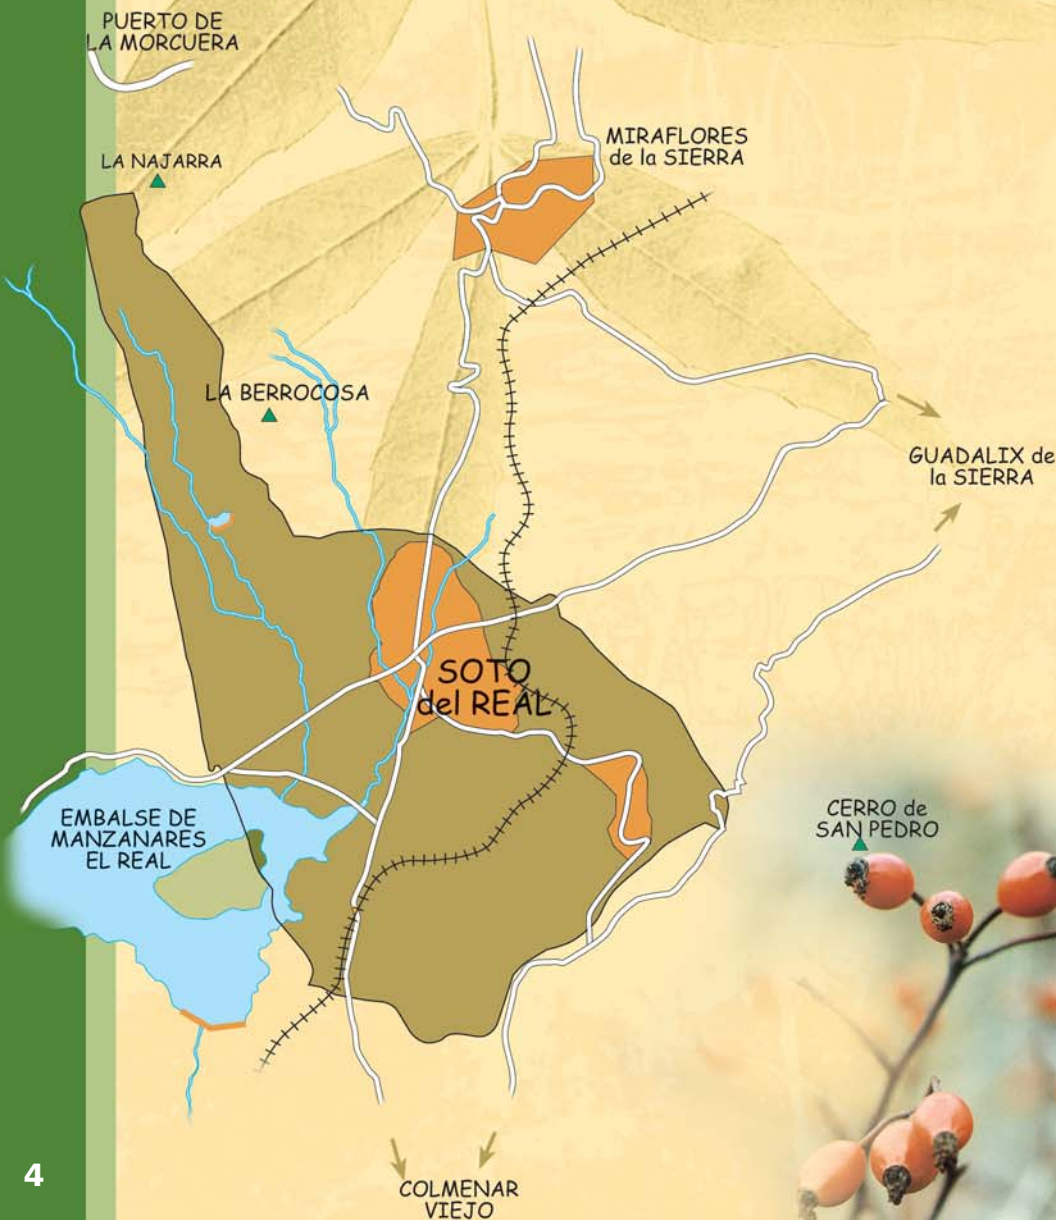 PUERTO DE
LA MORCUERA
MIRAFLORES
de la SIERRA
LA NAJARRA
LA BERROCOSA
GUADALIX de
la SIERRA
SOTO
del REAL
EMBALSE DE
MANZANARES
EL REAL
CERRO de
SAN PEDRO
4
COLMENAR
VIEJO